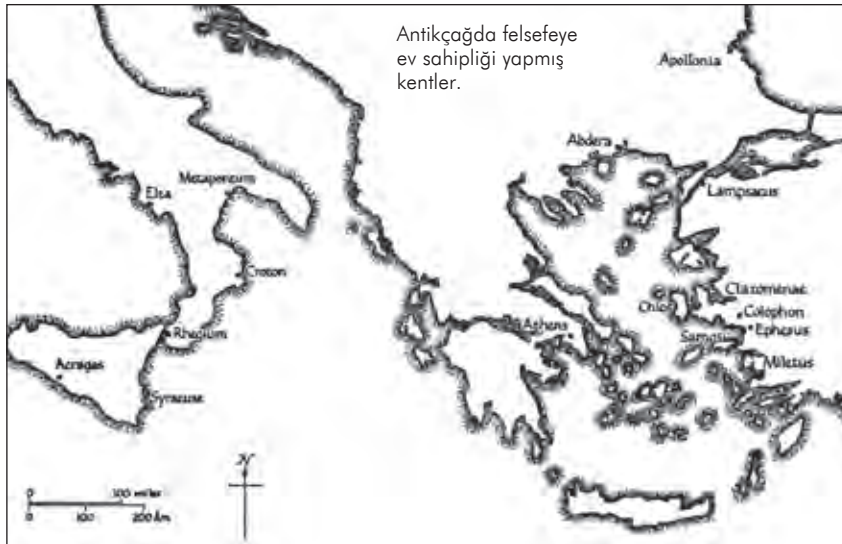 Antikçağda felsefeye
ev sahipliği yapmış
kentler.
Apollonia
Abdera
Lampsacus
Metapontum
Elea
Croton
Clazomenae
Chios
Colophon
Ephesus
Rhegium
Athens
Samos
Miletus
Acragas
Syracuse
N
0 100 miles
0 100 200 km